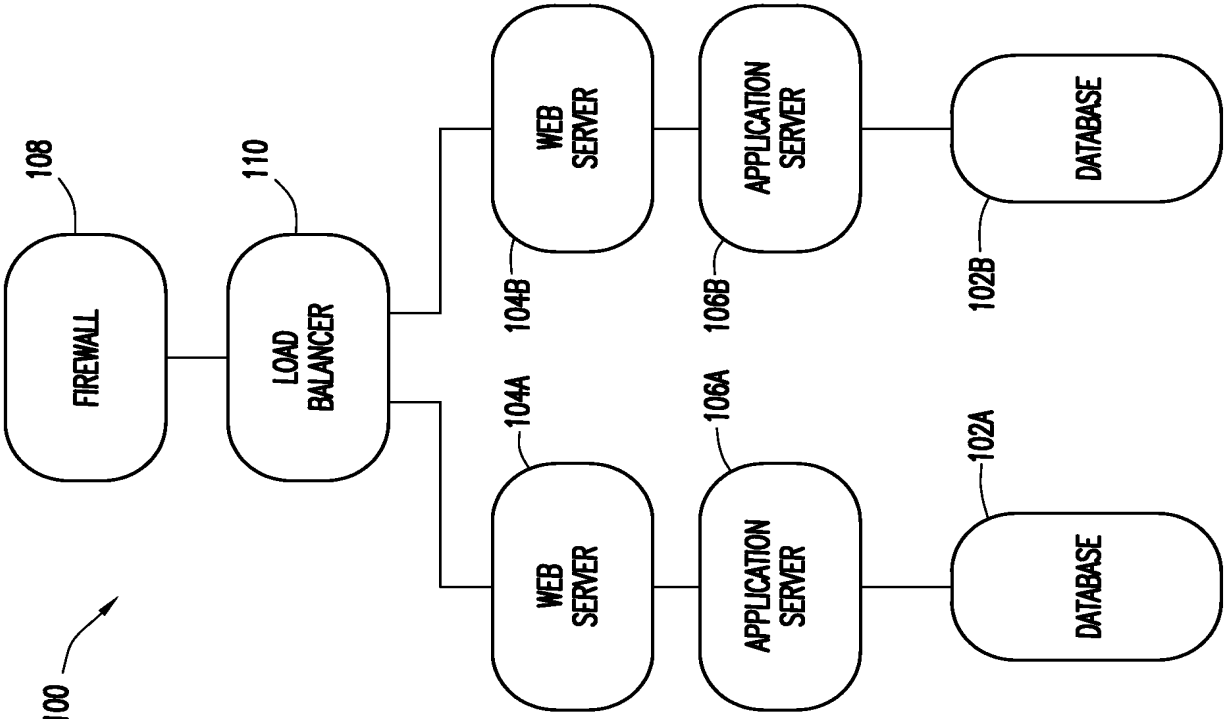 100
108
FIREWALL
110
LOAD
BALANCER
104A
WEB
SERVER
104B
WEB
SERVER
106A
APPLICATION
SERVER
106B
APPLICATION
SERVER
102A
DATABASE
102B
DATABASE